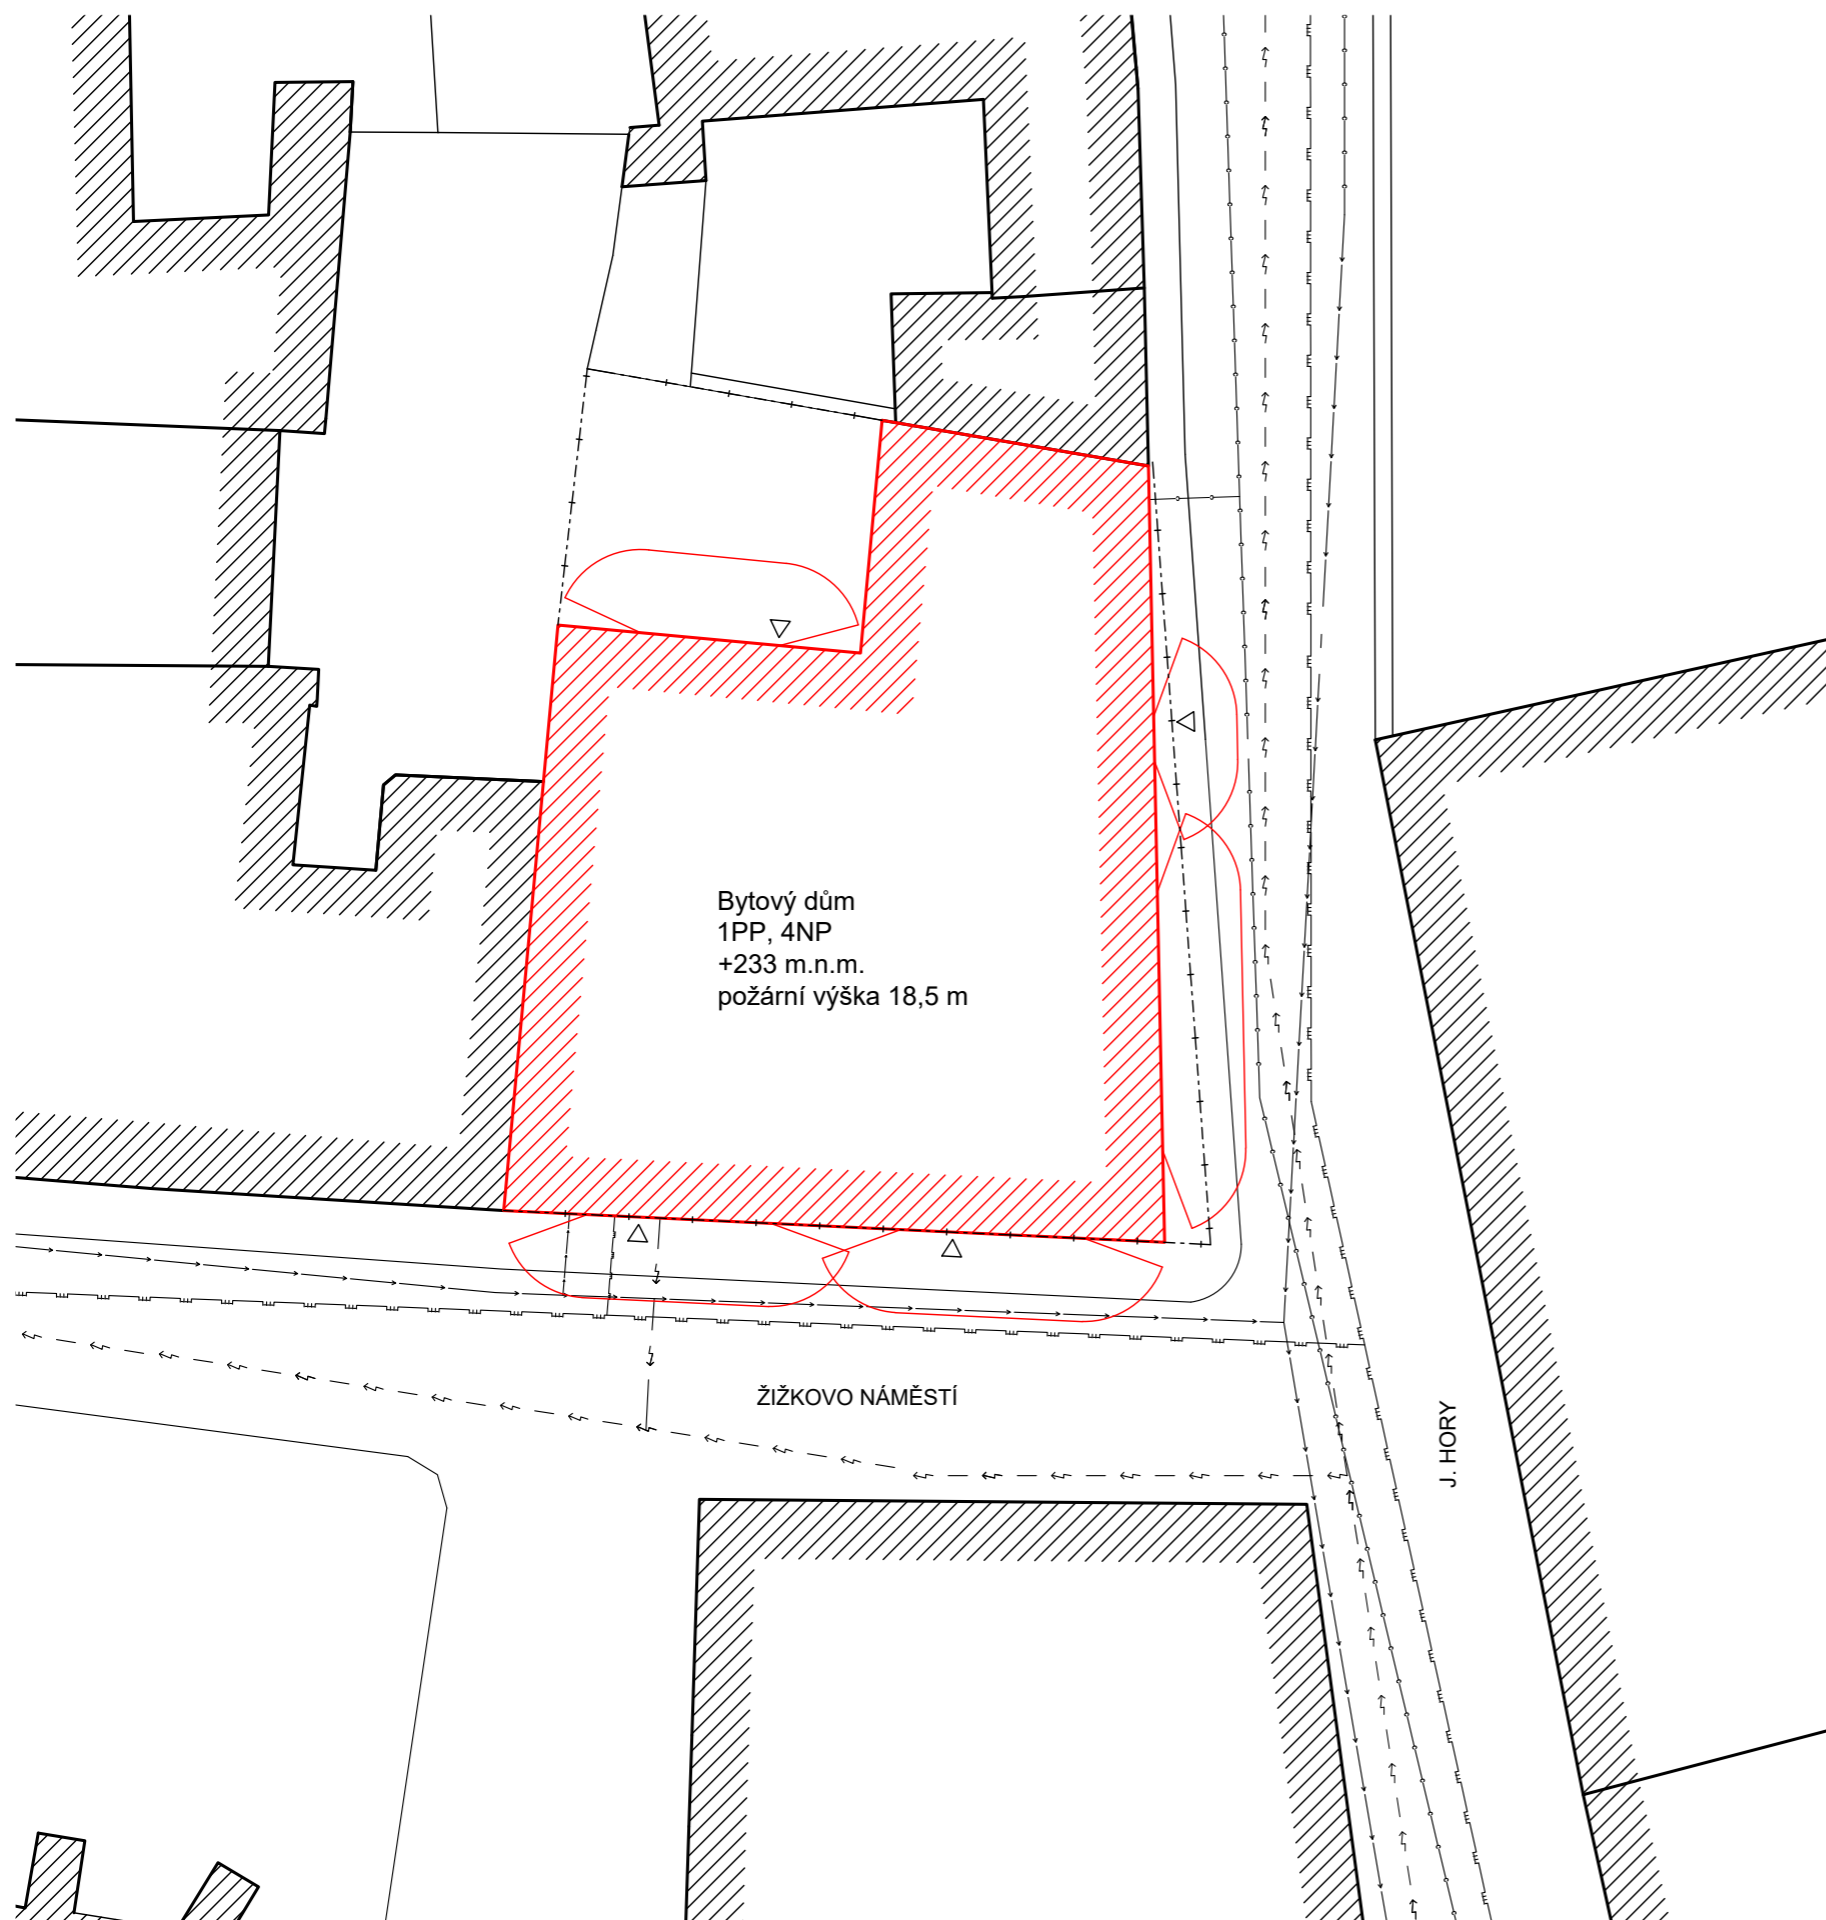 Bytový dům
1PP, 4NP
+233 m.n.m.
požární výška 18,5 m
ŽIŽKOVO NÁMĚSTÍ
J. HORY